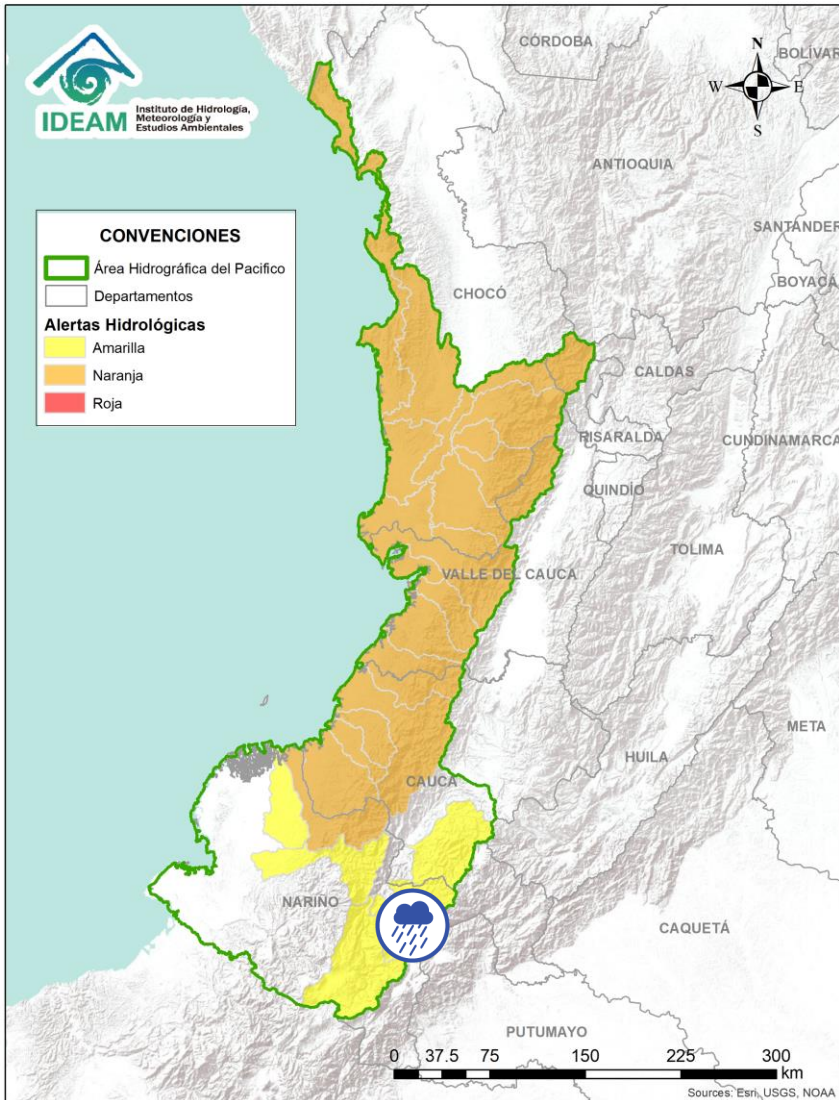 CÓRDOBA
BOLÍVAR
N
W
E
S
IDEAM
Instituto de Hidrología,
Meteorología y
Estudios Ambientales
ANTIOQUIA
SANTANDER
CONVENCIONES
Área Hidrográfica del Pacifico
Departamentos
Alertas Hidrológicas
Amarilla
Naranja
Roja
BOYACÁ
CHOCÓ
CALDAS
RISARALDA
CUNDINAMARCA
QUINDÍO
TOLIMA
VALLE DEL CAUCA
META
HUILA
CAUCA
NARIÑO
CAQUETÁ
PUTUMAYO
0 37.5 75 150 225 300
km
Sources: Esri, USGS, NOAA